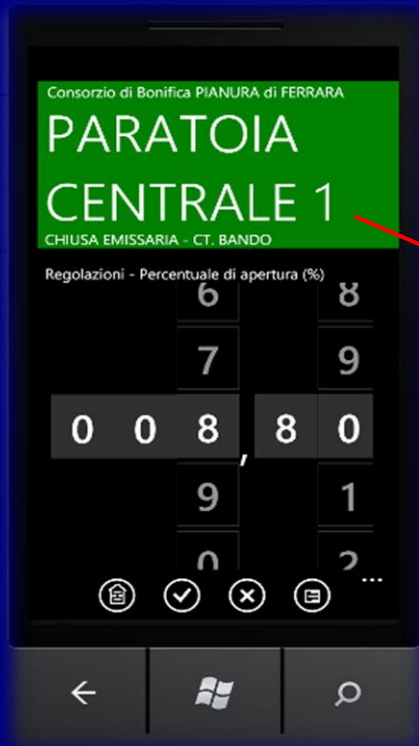 Consorzio di Bonifica PIANURA di FERRARA
PARATOIA
CENTRALE 1
CHIUSA EMISSARIA - CT. BANDO
Regolazioni - Percentuale di apertura (%)
6 8
7 9
0 0 8 , 8 0
9 1
0 2
...